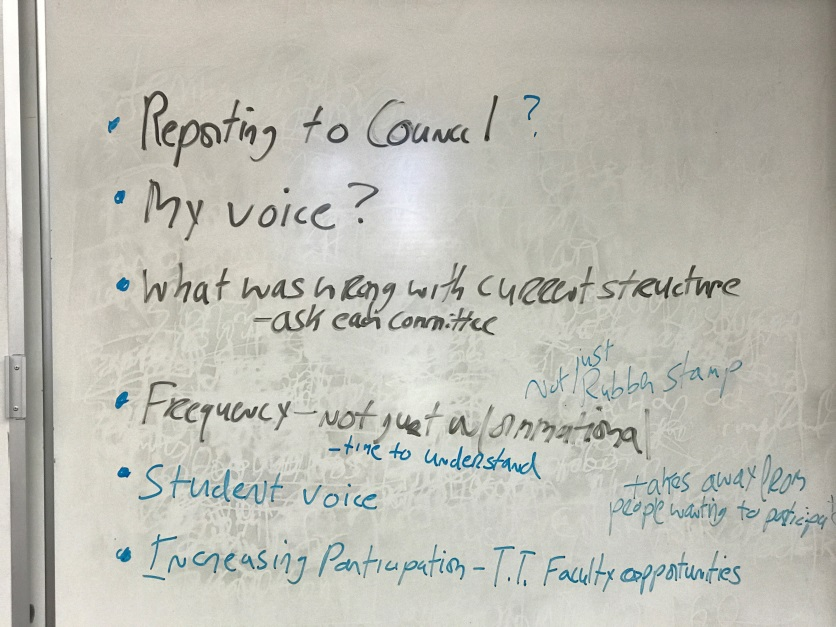 • Reporting to Council ?
• My voice?
• What was wrong with current structure
- ask each committee
Not just Rubber Stamp
• Frequency - Not just informational
- time to understand
• Student voice
takes away from
people wanting to participate
• Increasing Participation - T.T. Faculty opportunities